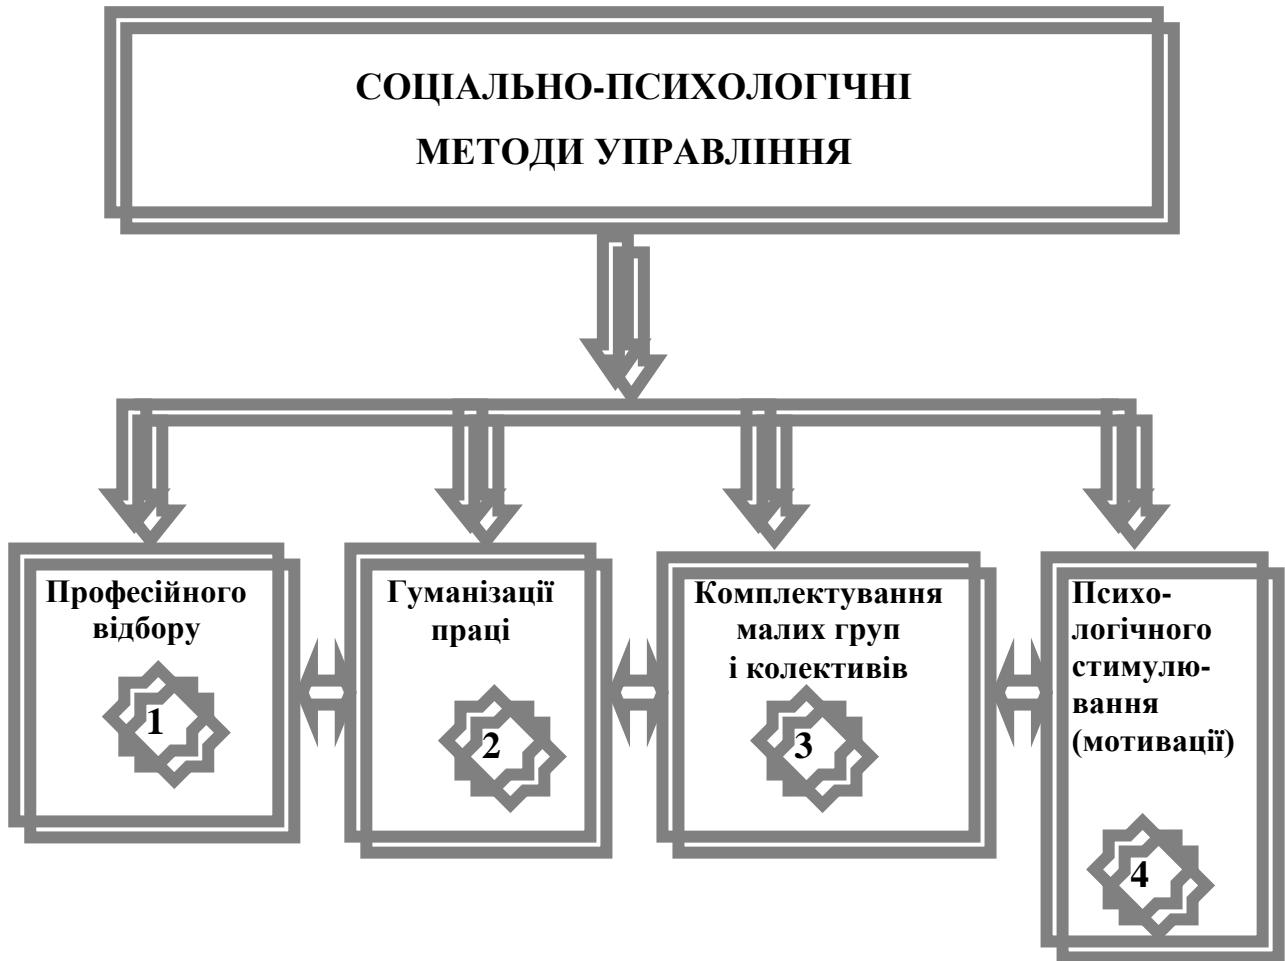 СОЦІАЛЬНО-ПСИХОЛОГІЧНІ
МЕТОДИ УПРАВЛІННЯ
Професійного
відбору
1
Гуманізації
праці
2
Комплектування
малих груп
і колективів
3
Психо-
логічного
стимулю-
вання
(мотивації)
4